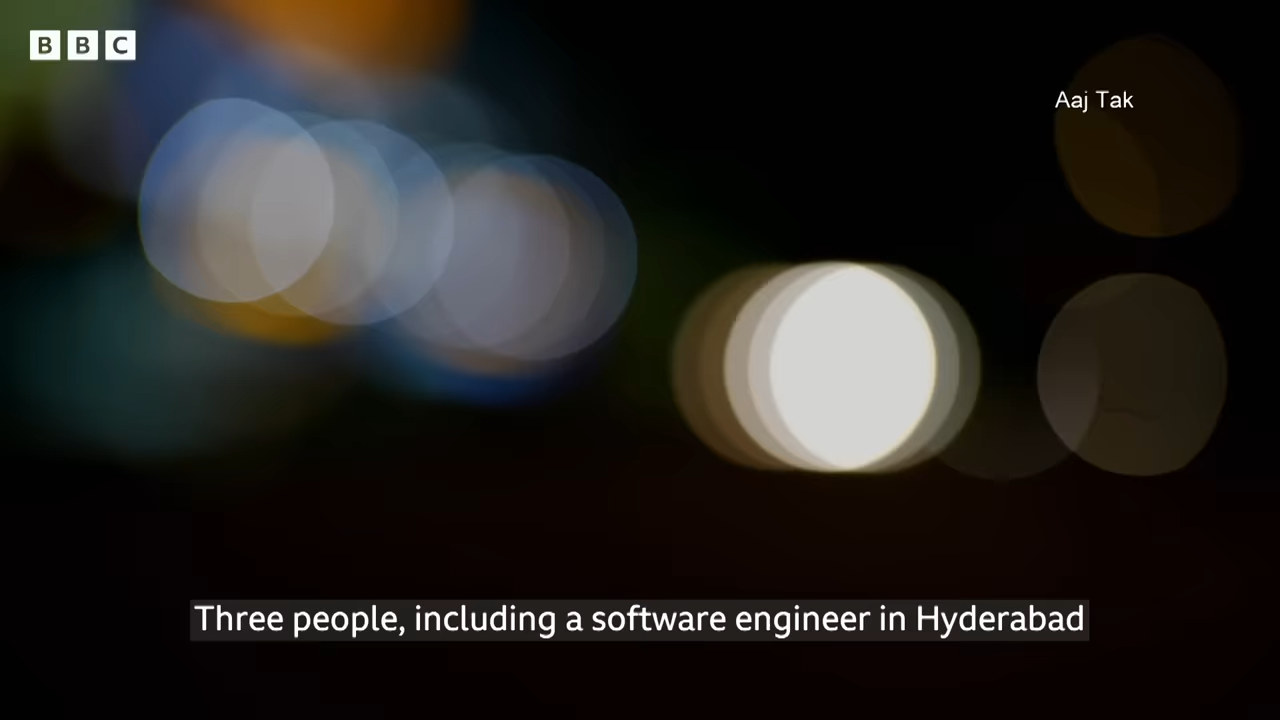 BBC
Aaj Tak
Three people, including a software engineer in Hyderabad